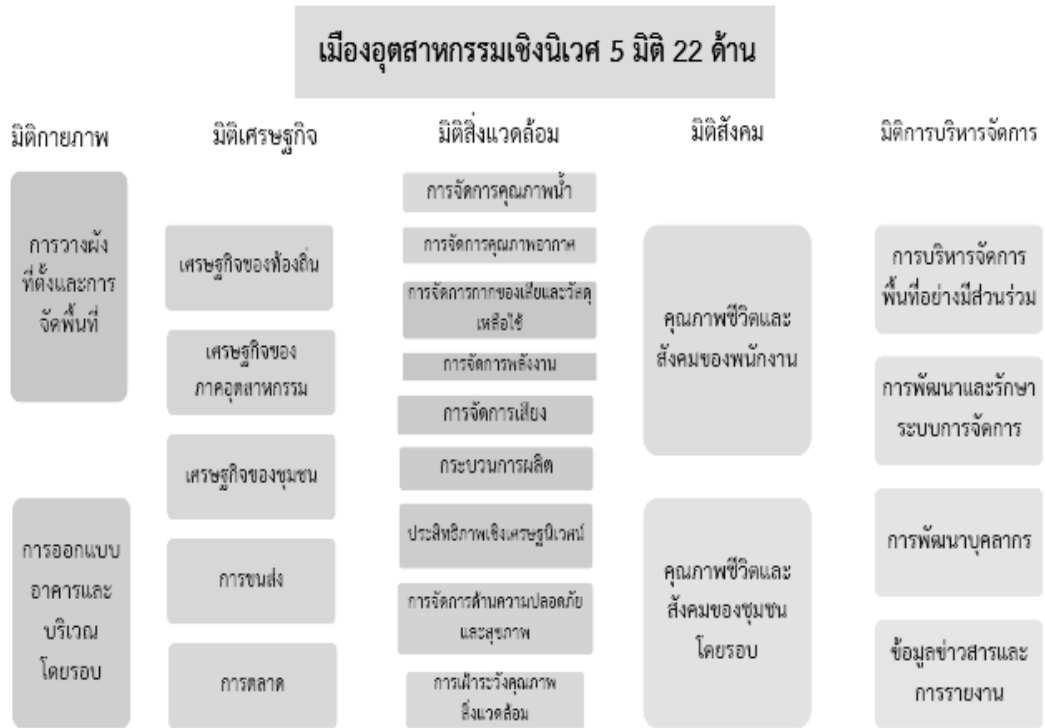 เมืองอุตสาหกรรมเชิงนิเวศ 5 มิติ 22 ด้าน
มิติกายภาพ
การวางผัง
ที่ตั้งและการ
จัดพื้นที่
การออกแบบ
อาคารและ
บริเวณ
โดยรอบ
มิติเศรษฐกิจ
เศรษฐกิจของท้องถิ่น
เศรษฐกิจของ
ภาคอุตสาหกรรม
เศรษฐกิจของชุมชน
การขนส่ง
การตลาด
มิติสิ่งแวดล้อม
การจัดการคุณภาพน้ำ
การจัดการคุณภาพอากาศ
การจัดการกากของเสียและวัสดุ
เหลือใช้
การจัดการพลังงาน
การจัดการเสียง
กระบวนการผลิต
ประสิทธิภาพเชิงเศรษฐนิเวศน์
การจัดการด้านความปลอดภัย
และสุขภาพ
การเฝ้าระวังคุณภาพ
สิ่งแวดล้อม
มิติสังคม
คุณภาพชีวิตและ
สังคมของพนักงาน
คุณภาพชีวิตและ
สังคมของชุมชน
โดยรอบ
มิติการบริหารจัดการ
การบริหารจัดการ
พื้นที่อย่างมีส่วนร่วม
การพัฒนาและรักษา
ระบบการจัดการ
การพัฒนาบุคลากร
ข้อมูลข่าวสารและ
การรายงาน